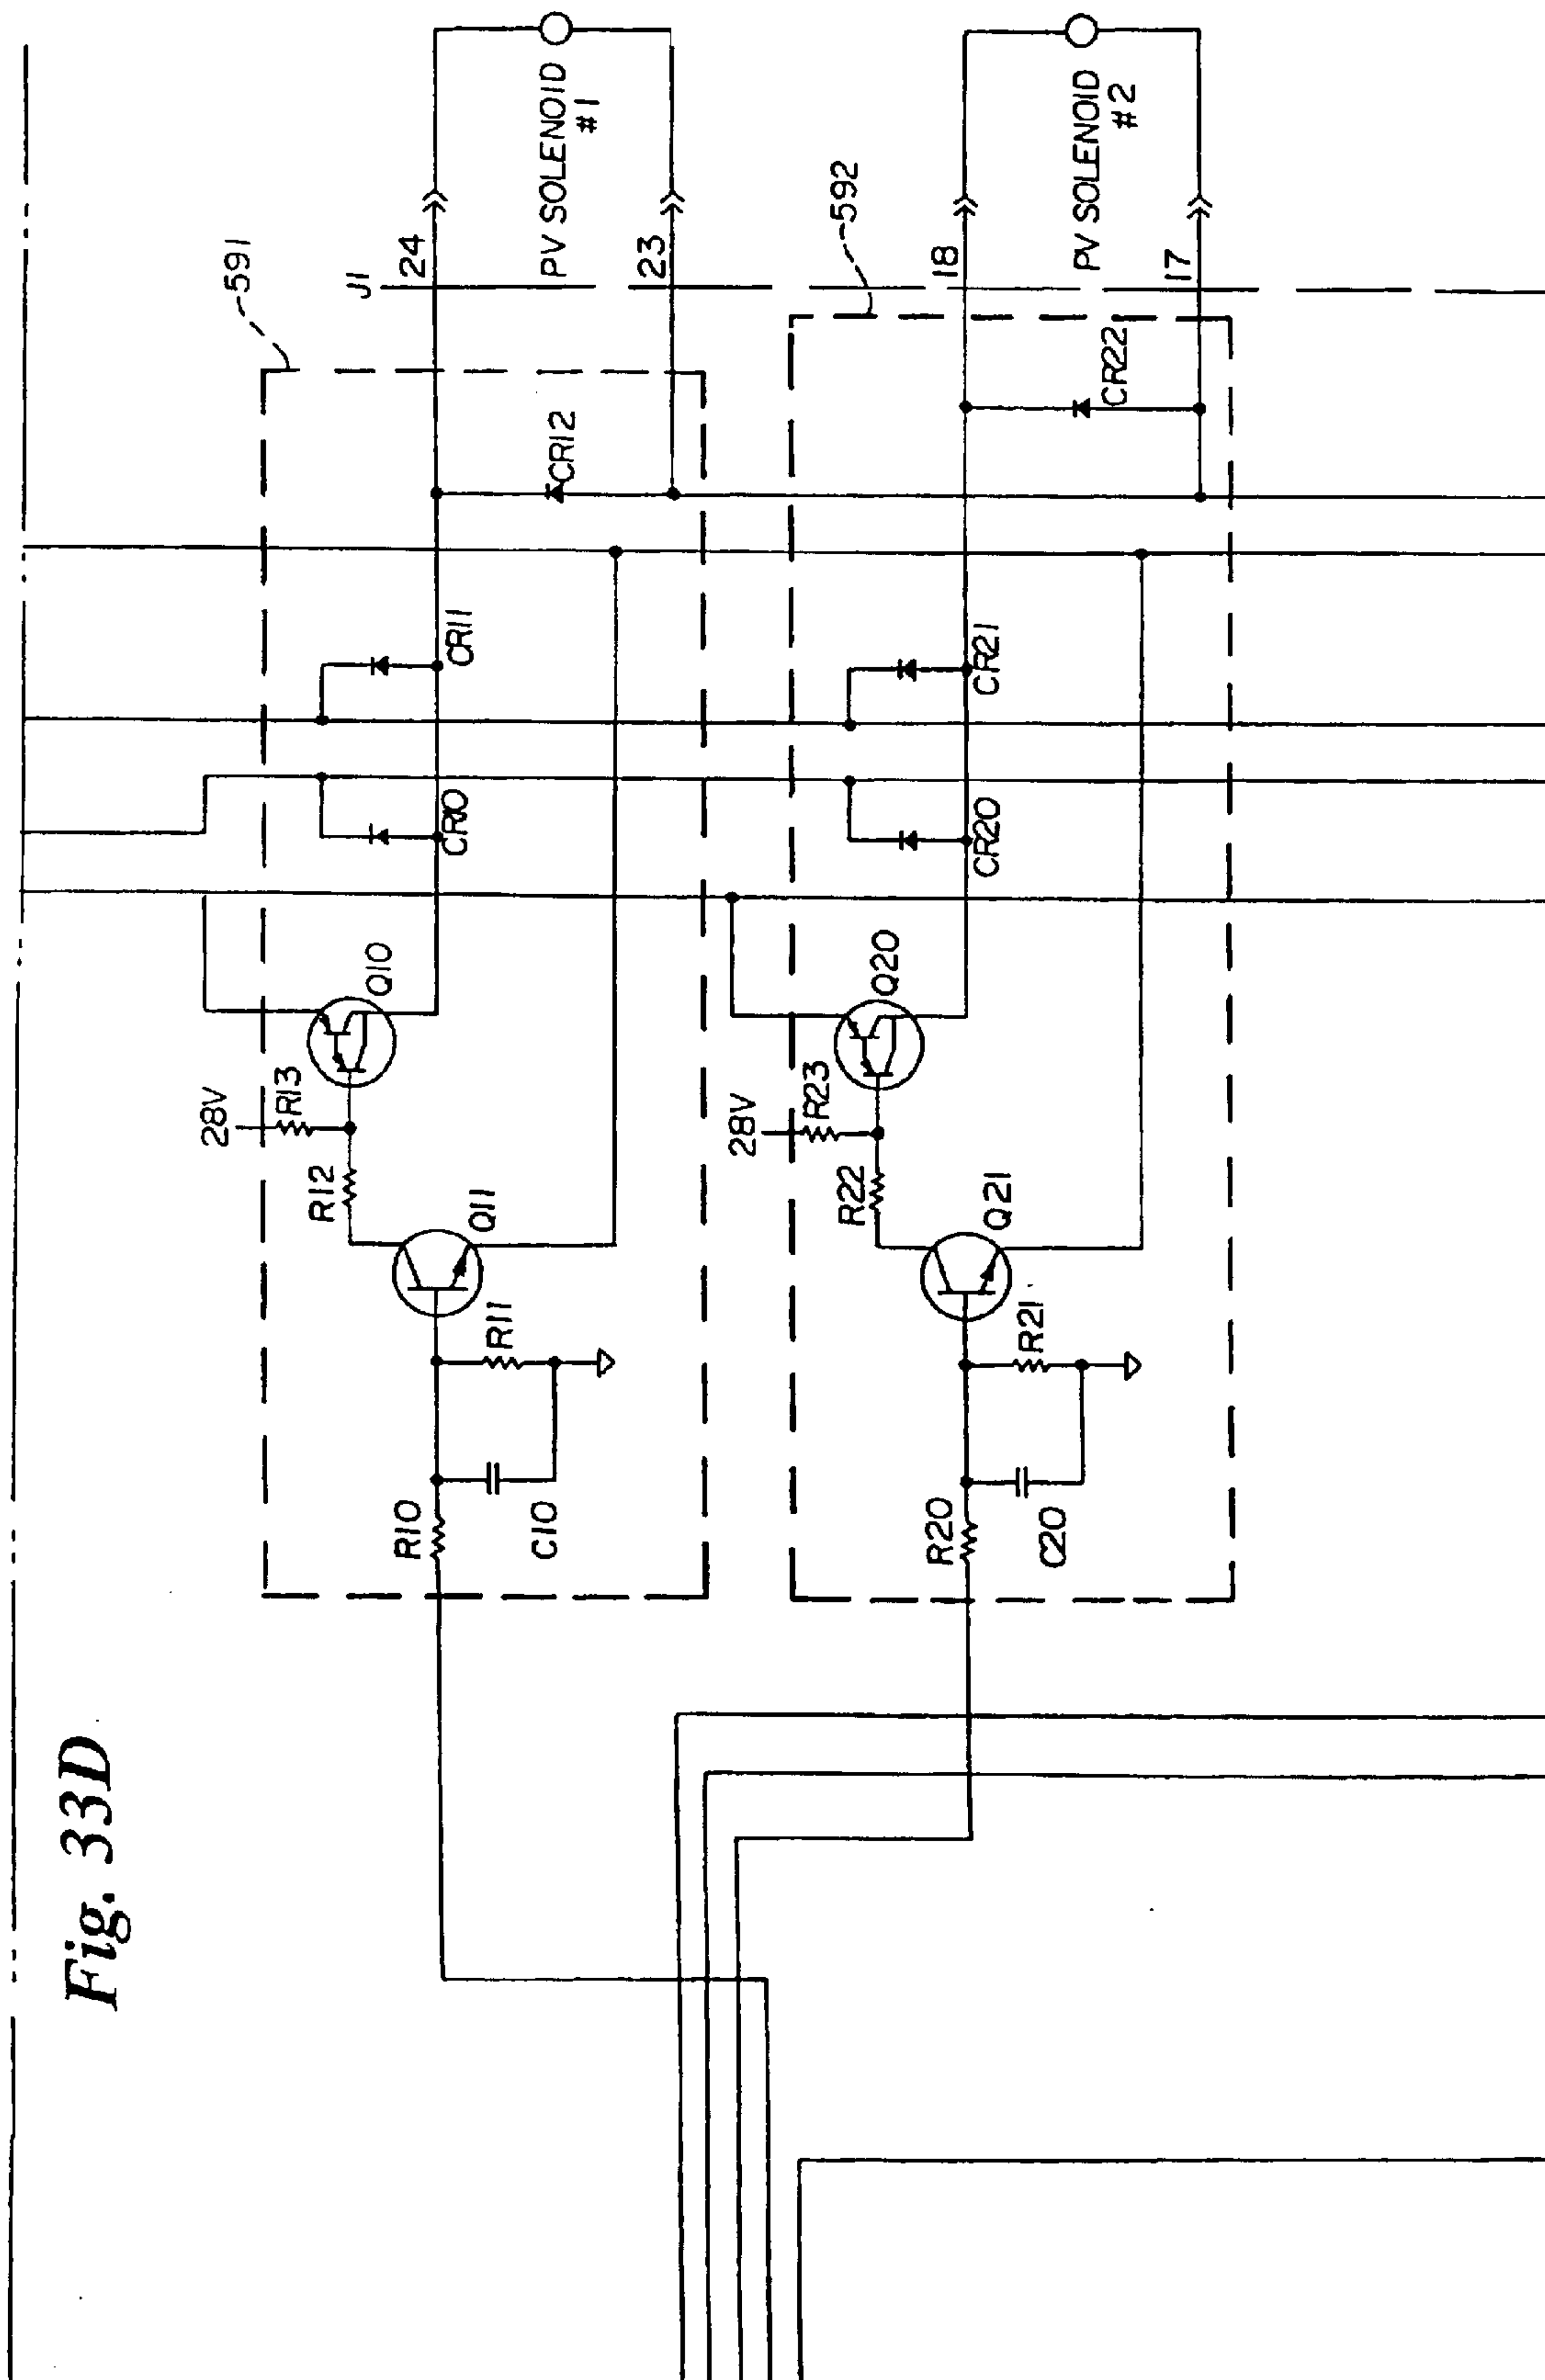 Fig. 33D
591
J1
24
PV SOLENOID
#1
23
CR12
CR11
CR10
Q10
28V
R13
R12
Q11
R11
R10
C10
592
18
PV SOLENOID
#2
17
CR22
CR21
CR20
Q20
28V
R23
R22
Q21
R21
R20
C20